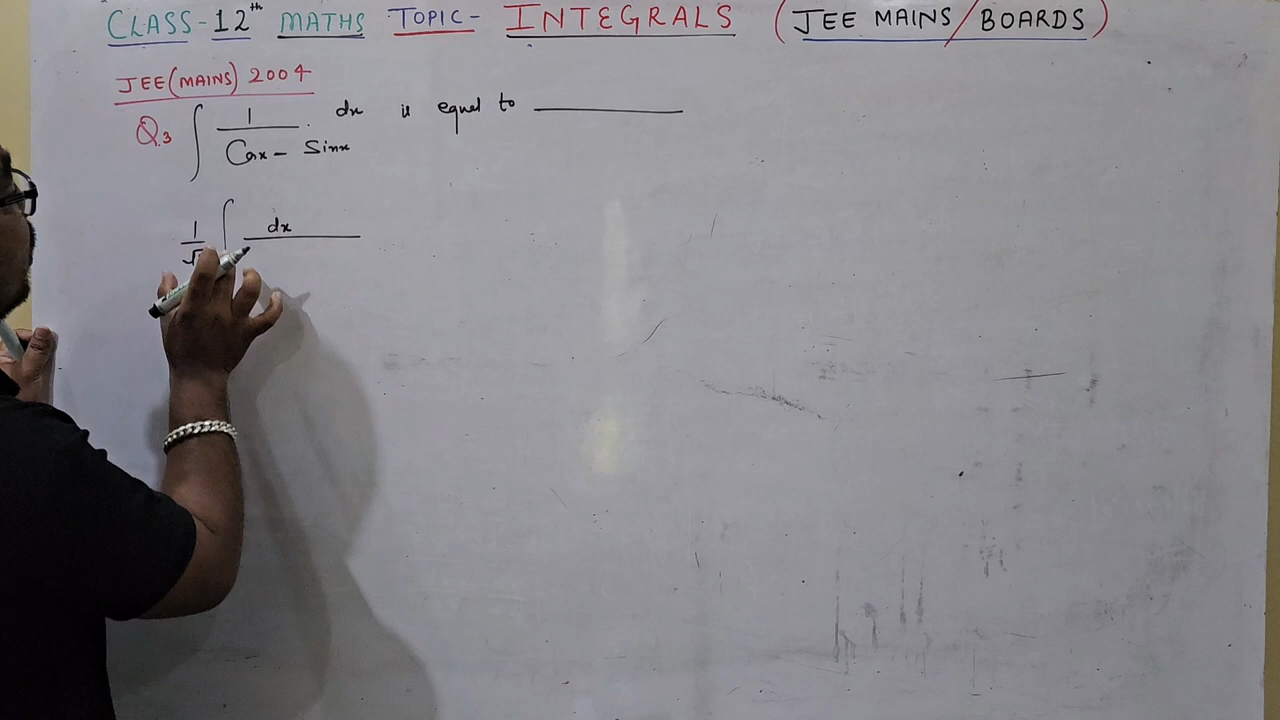 CLASS-12th MATHS TOPIC- INTEGRALS (JEE MAINS/BOARDS)
JEE(MAINS) 2004
Q.3 ∫ 1/(Cosx - Sinx) dx is equal to ______
1/√ ∫ dx